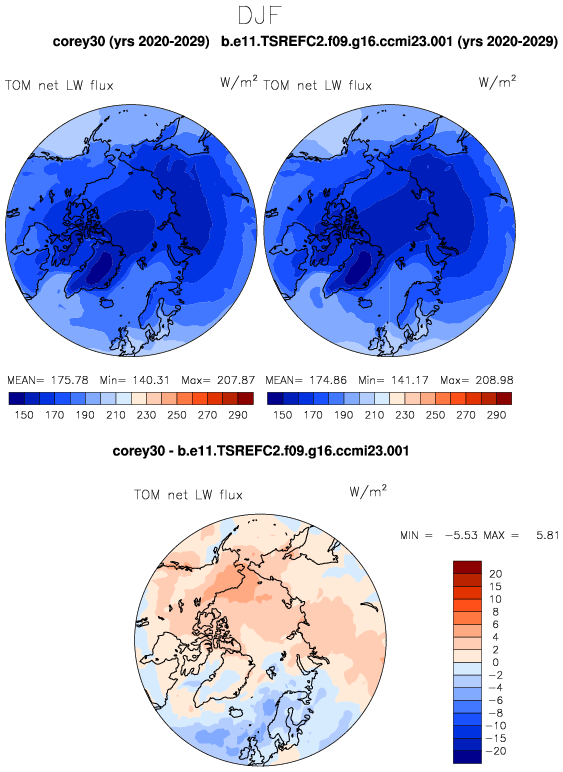 DJF
corey30 (yrs 2020-2029) b.e11.TSREFC2.f09.g16.ccmi23.001 (yrs 2020-2029)
TOM net LW flux W/m² TOM net LW flux W/m²
MEAN= 175.78 Min= 140.31 Max= 207.87 MEAN= 174.86 Min= 141.17 Max= 208.98
150 170 190 210 230 250 270 290 150 170 190 210 230 250 270 290
corey30 - b.e11.TSREFC2.f09.g16.ccmi23.001
TOM net LW flux W/m²
MIN = -5.53 MAX = 5.81
20
15
10
8
6
4
2
0
-2
-4
-6
-8
-10
-15
-20